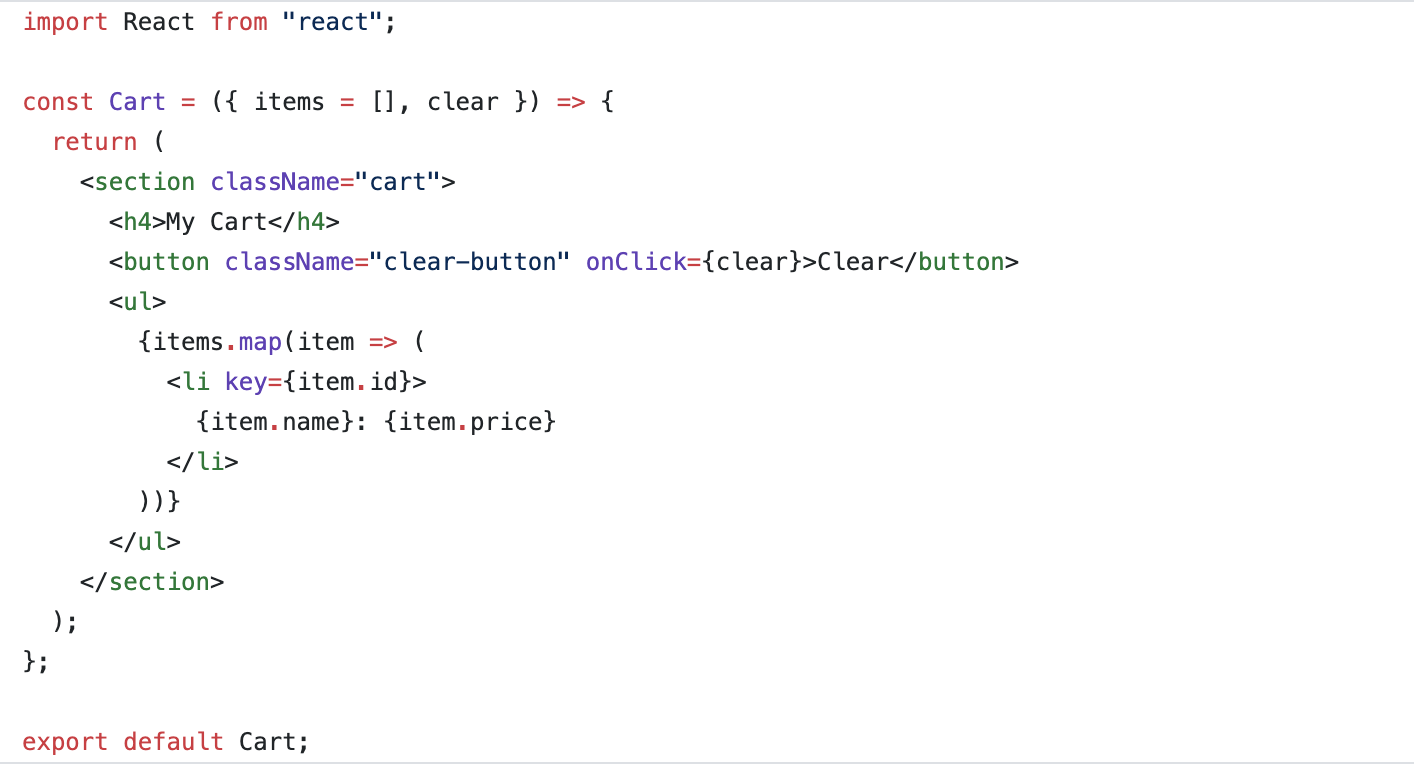 import React from "react";

const Cart = ({ items = [], clear }) => {
  return (
    <section className="cart">
      <h4>My Cart</h4>
      <button className="clear-button" onClick={clear}>Clear</button>
      <ul>
        {items.map(item => (
          <li key={item.id}>
            {item.name}: {item.price}
          </li>
        ))}
      </ul>
    </section>
  );
};

export default Cart;